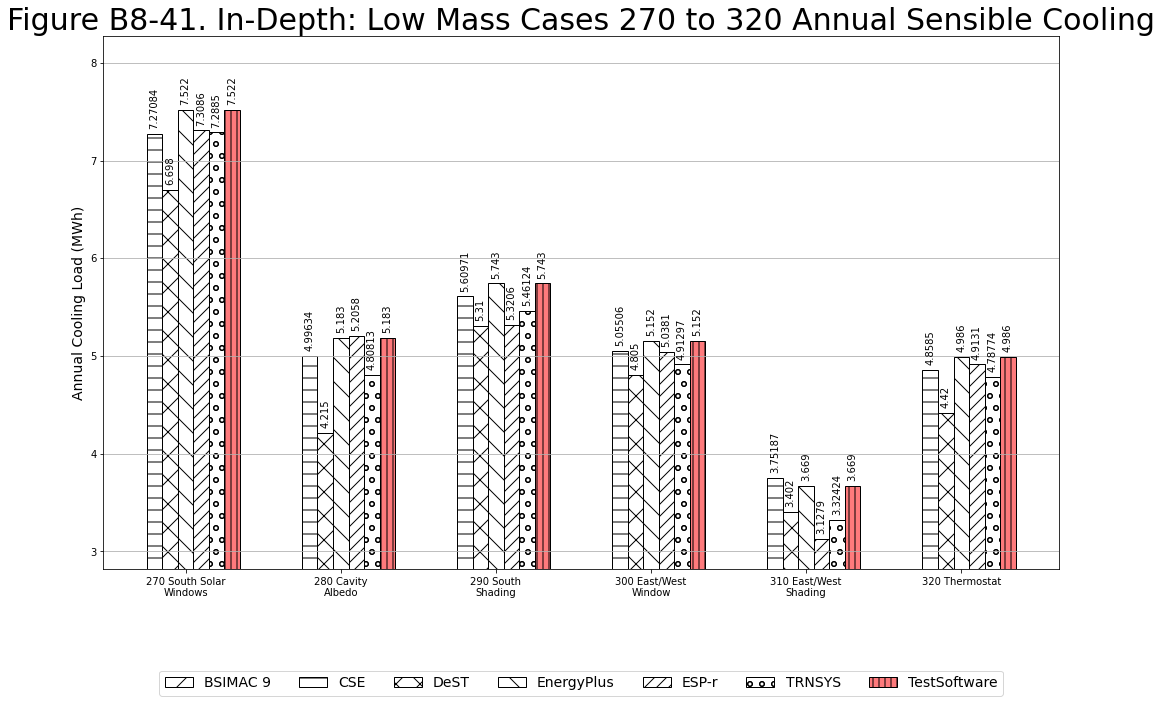 Figure B8-41. In-Depth: Low Mass Cases 270 to 320 Annual Sensible Cooling
Annual Cooling Load (MWh)
8
7
6
5
4
3
7.27084
6.698
7.522
7.3086
7.2885
7.522
4.99634
4.215
5.183
5.2058
4.80813
5.183
5.60971
5.31
5.743
5.3206
5.46124
5.743
5.05506
4.805
5.152
5.0381
4.91297
5.152
3.75187
3.402
3.669
3.1279
3.32424
3.669
4.8585
4.42
4.986
4.9131
4.78774
4.986
270 South Solar
Windows
280 Cavity
Albedo
290 South
Shading
300 East/West
Window
310 East/West
Shading
320 Thermostat
BSIMAC 9
CSE
DeST
EnergyPlus
ESP-r
TRNSYS
TestSoftware